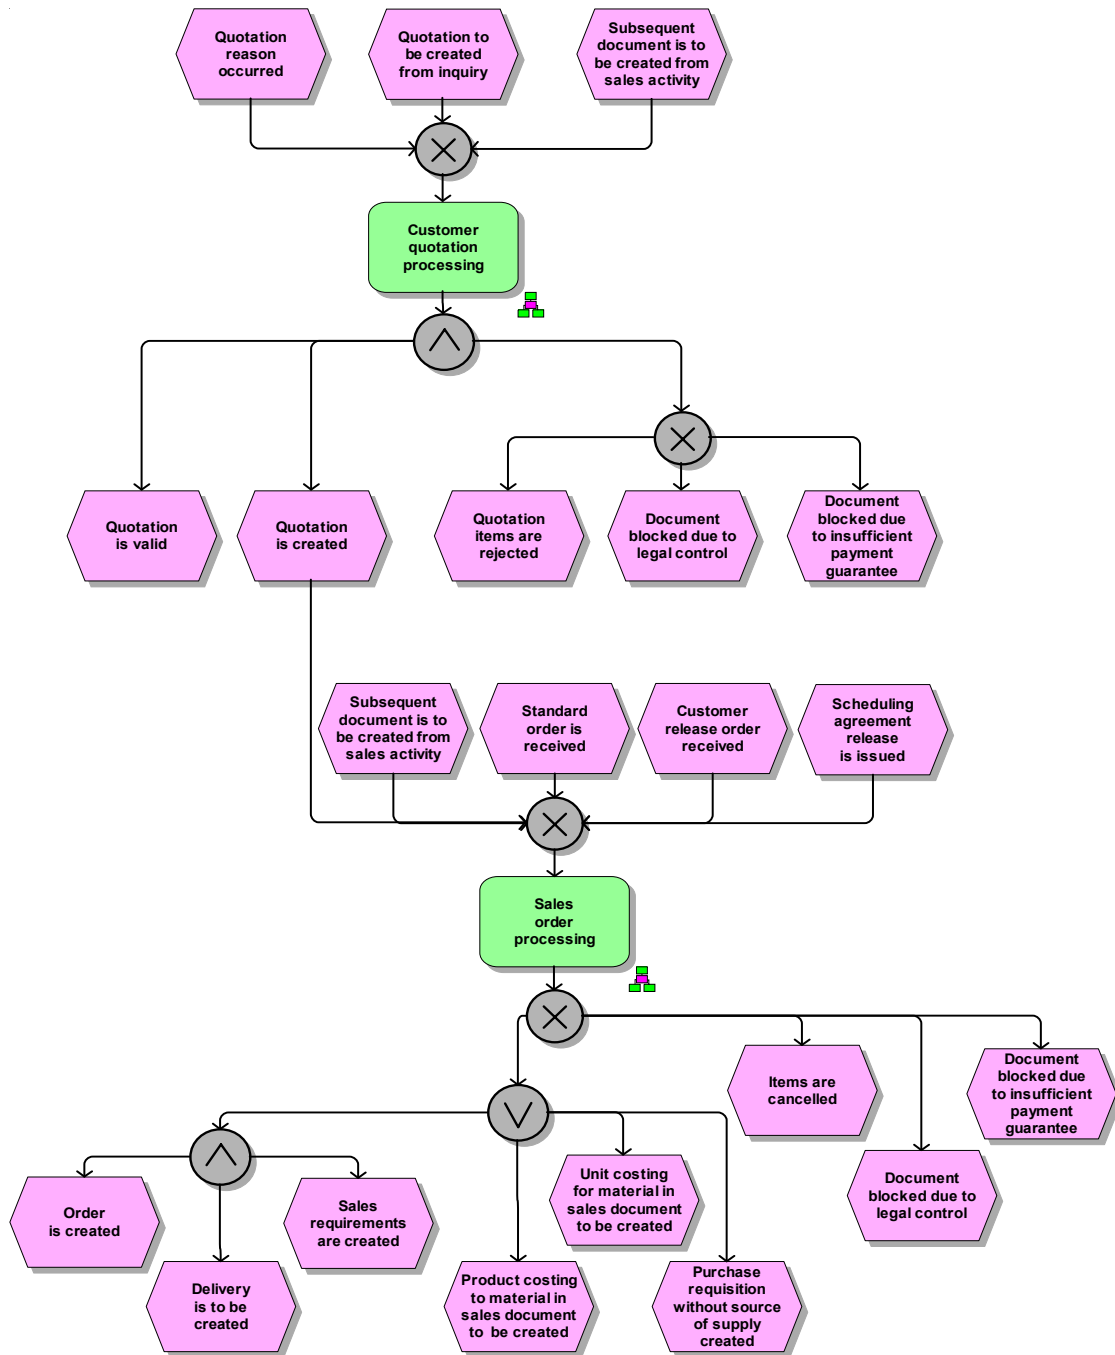 Quotation
reason
occurred
Quotation to
be created
from inquiry
Subsequent
document is to
be created from
sales activity
Customer
quotation
processing
Quotation
is valid
Quotation
is created
Quotation
items are
rejected
Document
blocked due to
legal control
Document
blocked due
to insufficient
payment
guarantee
Subsequent
document is to
be created from
sales activity
Standard
order is
received
Customer
release order
received
Scheduling
agreement
release
is issued
Sales
order
processing
Items are
cancelled
Document
blocked due
to insufficient
payment
guarantee
Order
is created
Sales
requirements
are created
Unit costing
for material in
sales document
to be created
Document
blocked due to
legal control
Delivery
is to be
created
Product costing
to material in
sales document
to be created
Purchase
requisition
without source
of supply
created